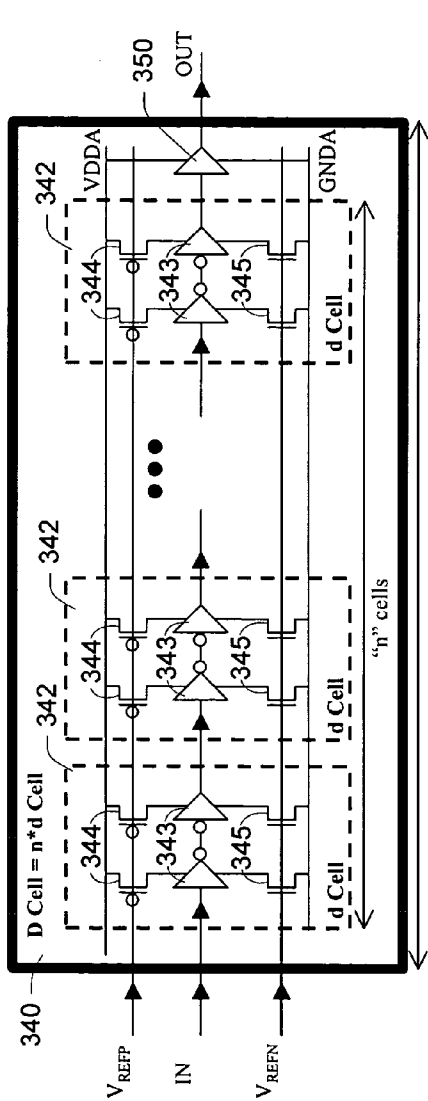 340
D Cell = n*d Cell
342
342
342
350
VDDA
344
344
344
V_REFP
IN
343
343
343
OUT
V_REFN
345
345
345
GNDA
d Cell
d Cell
d Cell
“n” cells